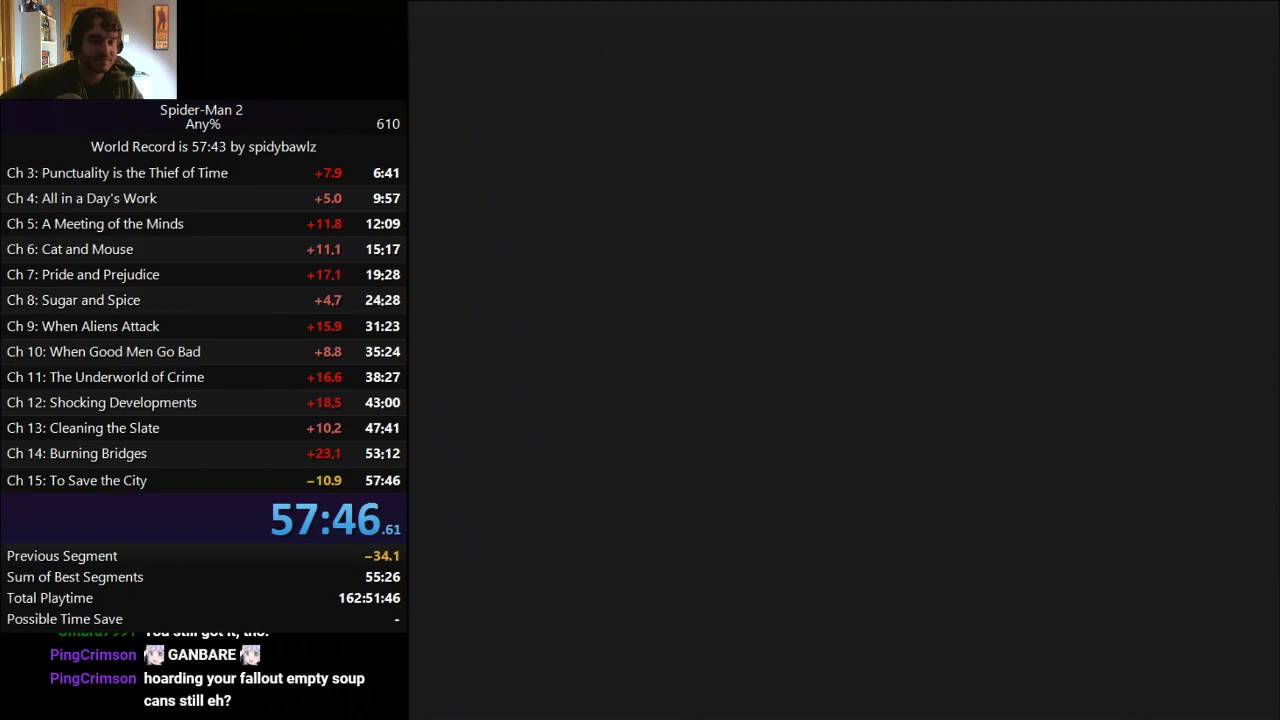 Spider-Man 2
Any% 610
World Record is 57:43 by spidybawlz
Ch 3: Punctuality is the Thief of Time +7.9 6:41
Ch 4: All in a Day's Work +5.0 9:57
Ch 5: A Meeting of the Minds +11.8 12:09
Ch 6: Cat and Mouse +11.1 15:17
Ch 7: Pride and Prejudice +17.1 19:28
Ch 8: Sugar and Spice +4.7 24:28
Ch 9: When Aliens Attack +15.9 31:23
Ch 10: When Good Men Go Bad +8.8 35:24
Ch 11: The Underworld of Crime +16.6 38:27
Ch 12: Shocking Developments +18.5 43:00
Ch 13: Cleaning the Slate +10.2 47:41
Ch 14: Burning Bridges +23.1 53:12
Ch 15: To Save the City −10.9 57:46
57:46.61
Previous Segment −34.1
Sum of Best Segments 55:26
Total Playtime 162:51:46
Possible Time Save -
You still got it, tho!
PingCrimson GANBARE
PingCrimson hoarding your fallout empty soup
cans still eh?